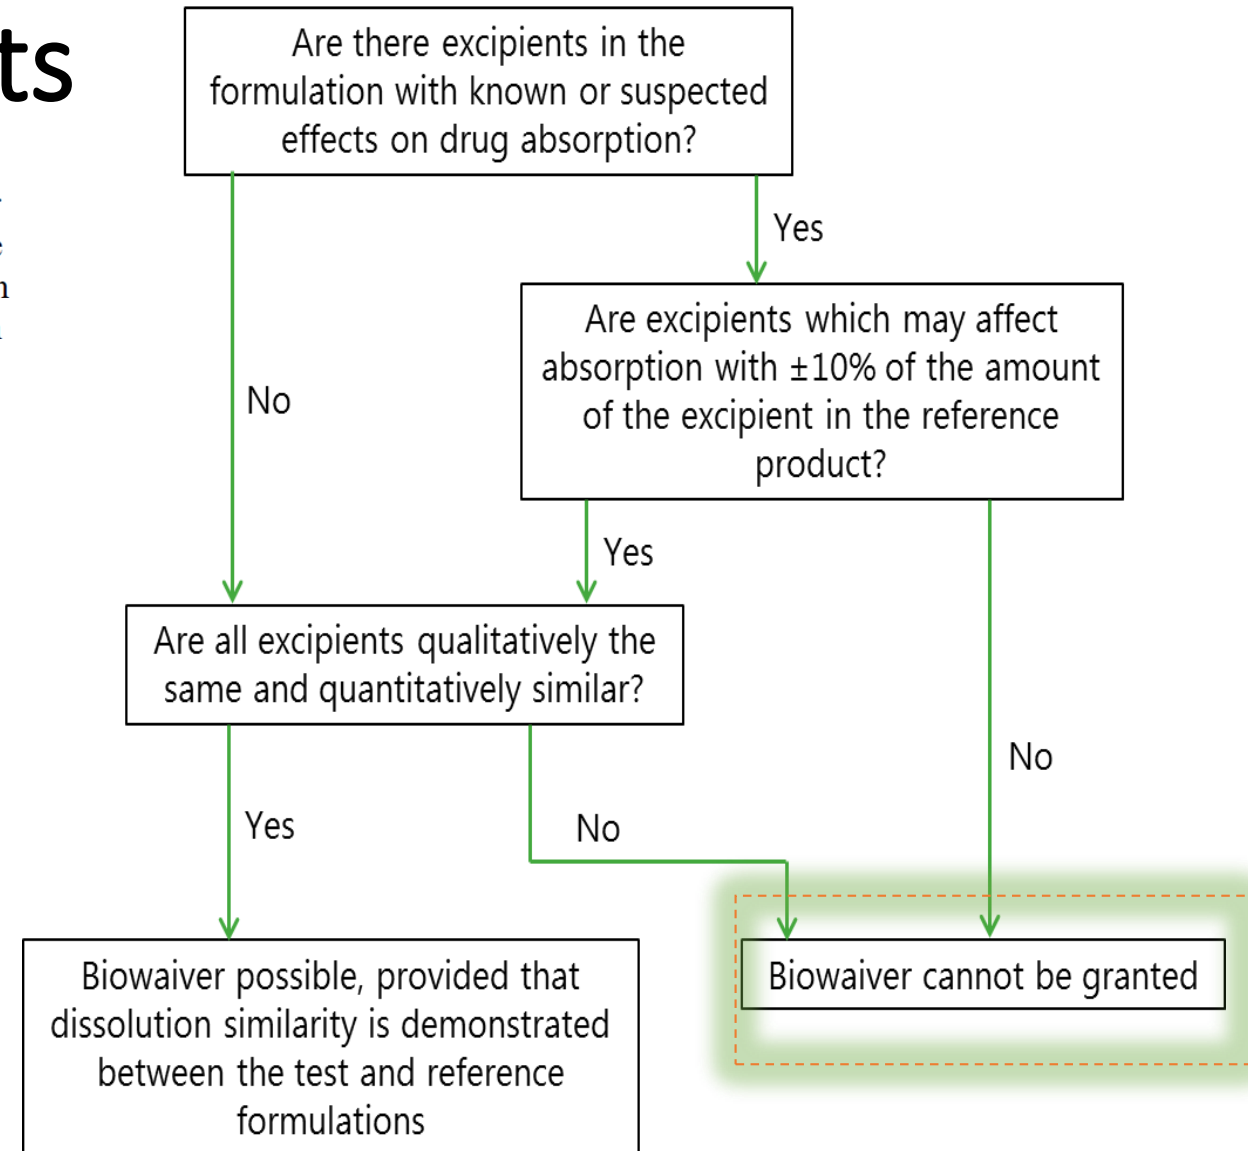 ts
Are there excipients in the
formulation with known or suspected
effects on drug absorption?
Yes
Are excipients which may affect
absorption with ±10% of the amount
of the excipient in the reference
product?
No
Yes
Are all excipients qualitatively the
same and quantitatively similar?
No
Yes
No
Biowaiver possible, provided that
dissolution similarity is demonstrated
between the test and reference
formulations
Biowaiver cannot be granted